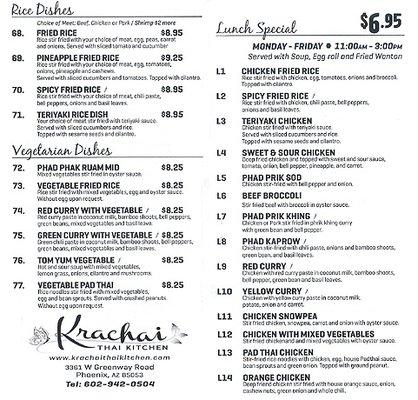 Rice Dishes
Choice of Meat: Beef, Chicken or Pork / Shrimp $2 more
68. FRIED RICE $8.95
Rice stir fried with your choice of meat, egg, peas, carrot
and onions. Served with sliced tomato and cucumber
69. PINEAPPLE FRIED RICE $8.25
Rice stir fried with your choice of meat, egg, tomatoes,
onions, pineapple and cashews.
Served with cucumbers and tomatoes. Topped with cilantro.
70. SPICY FRIED RICE / $8.95
Rice stir fried with your choice of meat, chili paste,
bell peppers, onions and basil leaves.
71. TERIYAKI RICE DISH $8.95
Your choice of meat stir fried with teriyaki sauce.
Served with sliced cucumbers and rice.
Topped with sesame seeds and cilantro.
Vegetarian Dishes
72. PHAD PHAK RUAM MID $8.25
Mixed vegetables stir fried in oyster sauce.
73. VEGETABLE FRIED RICE $8.25
Rice stir fried with mixed vegetables, egg and oyster sauce.
Without egg upon request.
74. RED CURRY WITH VEGETABLE / $8.25
Red curry paste in coconut milk, bamboo shoots, bell peppers,
green beans, mixed vegetables and basil leaves.
75. GREEN CURRY WITH VEGETABLE / $8.25
Green chili paste in coconut milk, bamboo shoots, bell peppers,
green beans, mixed vegetables and basil leaves.
76. TOM YUM VEGETABLE / $8.25
Hot and sour soup with mixed vegetables,
lemon grass, onions, cilantro and mushrooms.
77. VEGETABLE PAD THAI $8.25
Rice noodles stir fried with mixed vegetables,
egg and bean sprouts. Served with crushed peanuts.
Without egg upon request.
Krachai
THAI KITCHEN
www.krachaithaikitchen.com
3361 W Greenway Road
Phoenix, AZ 85053
Tel: 602-942-0504
Lunch Special $6.95
MONDAY - FRIDAY • 11:00AM - 3:00PM
Served with Soup, Egg roll and Fried Wonton
L1 CHICKEN FRIED RICE
Rice stir fried with chicken, egg, tomatoes, onions and broccoli.
Topped with cilantro.
L2 SPICY FRIED RICE /
Rice stir fried with chicken, chili paste, bell peppers,
onions and basil leaves.
L3 TERIYAKI CHICKEN
Chicken stir fried with teriyaki sauce.
Served with sliced cucumbers and rice.
Topped with sesame seeds and cilantro.
L4 SWEET & SOUR CHICKEN
Deep fried chicken and topped with sweet and sour sauce,
tomato, onion, bell pepper, pineapple, and carrot.
L5 PHAD PRIK SOD
Chicken stir-fried with bell pepper and onion.
L6 BEEF BROCCOLI
Stir fried beef with broccoli in oyster sauce.
L7 PHAD PRIK KHING /
Chicken or Pork stir fried in phrik khing curry
with green bean and bell pepper.
L8 PHAD KAPROW /
Chicken stir-fried with chili paste, onions and bamboo shoots,
green bean, and basil leaves.
L9 RED CURRY /
Chicken with red curry paste in coconut milk, bamboo shoots,
bell peppers, green beans and basil leaves.
L10 YELLOW CURRY /
Chicken with yellow curry paste in coconut milk,
potato, onion and carrot.
L11 CHICKEN SNOWPEA
Stir fried chicken, snowpea, carrot and onion with oyster sauce.
L12 CHICKEN WITH MIXED VEGETABLES
Stir fried chicken and mixed vegetable with oyster sauce.
L13 PAD THAI CHICKEN
Stir-fried rice noodles with chicken, egg, house Padthai sauce,
bean sprouts and green onion. Topped with ground peanut.
L14 ORANGE CHICKEN
Deep fried chicken stir fried with house orange sauce, onion,
cashew nuts, green onion and whole chili.